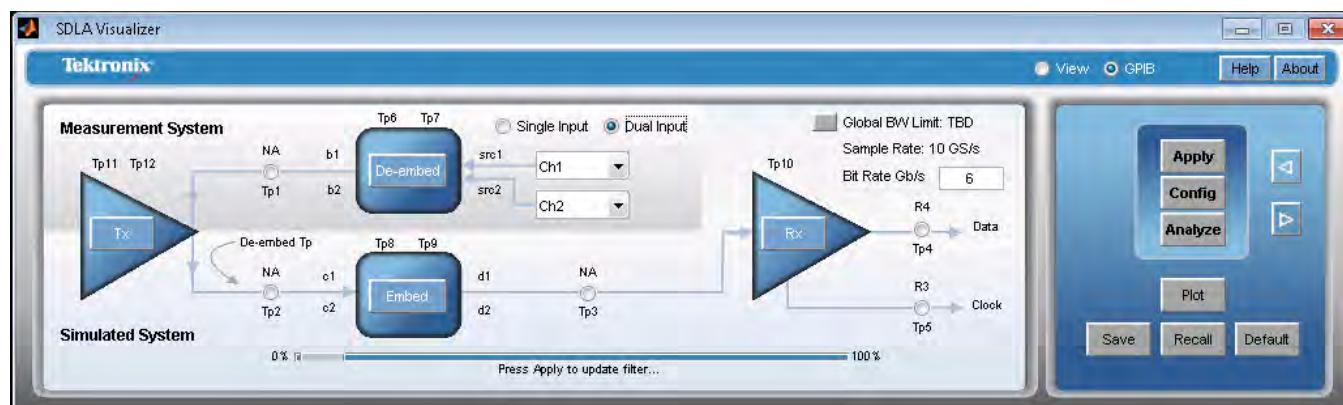 SDLA Visualizer
Tektronix
View GPIB Help About
Measurement System
Tp6 Tp7
Single Input Dual Input
Global BW Limit: TBD
Sample Rate: 10 GS/s
Bit Rate Gb/s 6
Tp11 Tp12
NA
b1
b2
Tp1
De-embed
src1
src2
Ch1
Ch2
Tp10
R4
Data
Tp4
Tx
De-embed Tp
Tp8 Tp9
Rx
NA
c1
c2
Tp2
Embed
d1
d2
NA
Tp3
R3
Clock
Tp5
Simulated System
0% 100%
Press Apply to update filter...
Apply
Config
Analyze
Plot
Save Recall Default